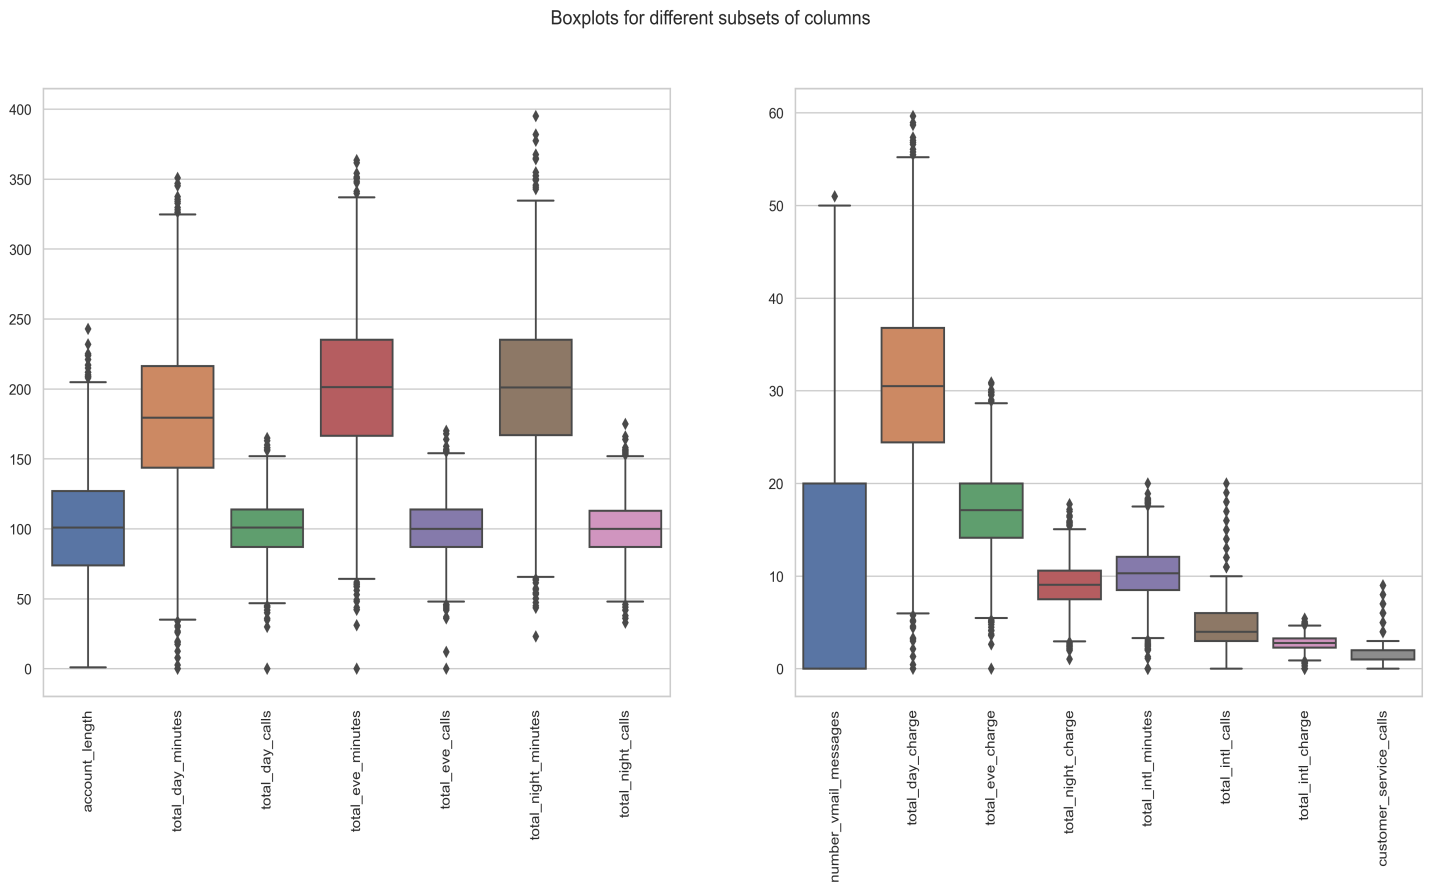 Boxplots for different subsets of columns
400
350
300
250
200
150
100
50
0
account_length
total_day_minutes
total_day_calls
total_eve_minutes
total_eve_calls
total_night_minutes
total_night_calls
60
50
40
30
20
10
0
number_vmail_messages
total_day_charge
total_eve_charge
total_night_charge
total_intl_minutes
total_intl_calls
total_intl_charge
customer_service_calls